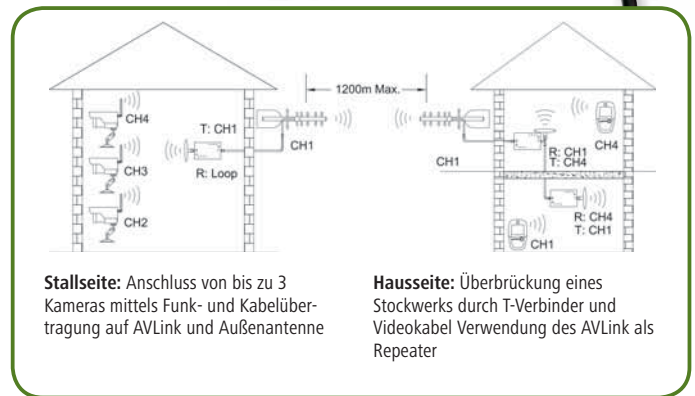 1200m Max.
CH4
CH3
CH2
T: CH1
R: Loop
CH1
CH1
R: CH1
T: CH4
CH4
R: CH4
T: CH1
CH1
Stallseite: Anschluss von bis zu 3
Kameras mittels Funk- und Kabelüber-
tragung auf AVLink und Außenantenne
Hausseite: Überbrückung eines
Stockwerks durch T-Verbinder und
Videokabel Verwendung des AVLink als
Repeater